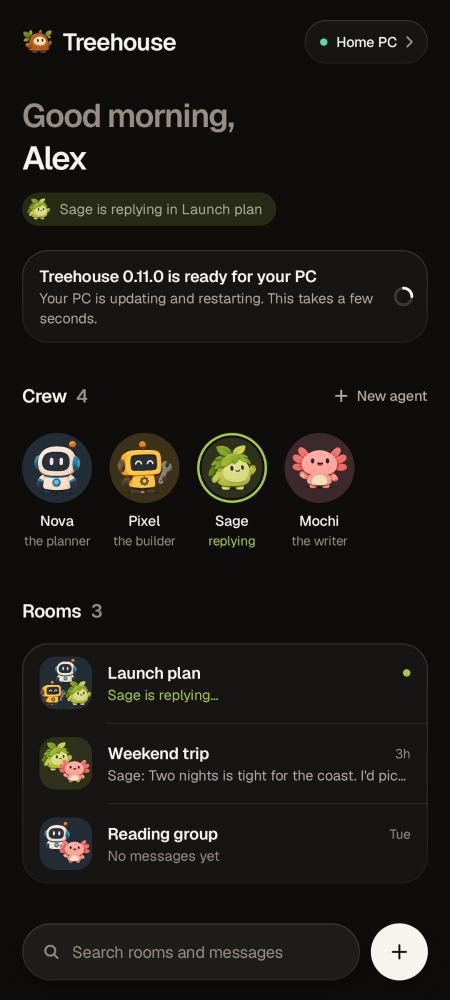 Treehouse
Home PC
Good morning,
Alex
Sage is replying in Launch plan
Treehouse 0.11.0 is ready for your PC
Your PC is updating and restarting. This takes a few
seconds.
Crew 4
New agent
Nova
the planner
Pixel
the builder
Sage
replying
Mochi
the writer
Rooms 3
Launch plan
Sage is replying...
Weekend trip
3h
Sage: Two nights is tight for the coast. I'd pic...
Reading group
Tue
No messages yet
Search rooms and messages